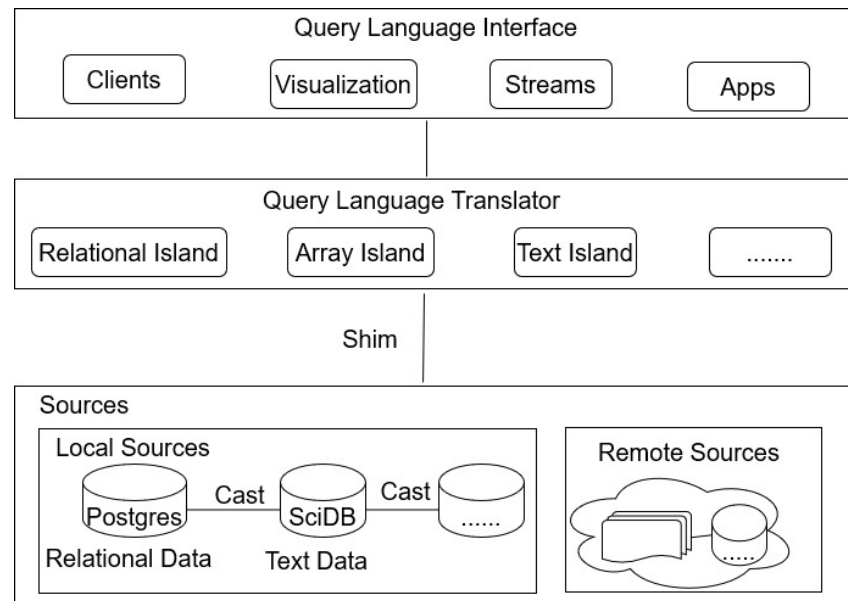 Query Language Interface
Clients
Visualization
Streams
Apps
Query Language Translator
Relational Island
Array Island
Text Island
.......
Shim
Sources
Local Sources
Remote Sources
Cast
Cast
Postgres
SciDB
......
.....
Relational Data
Text Data